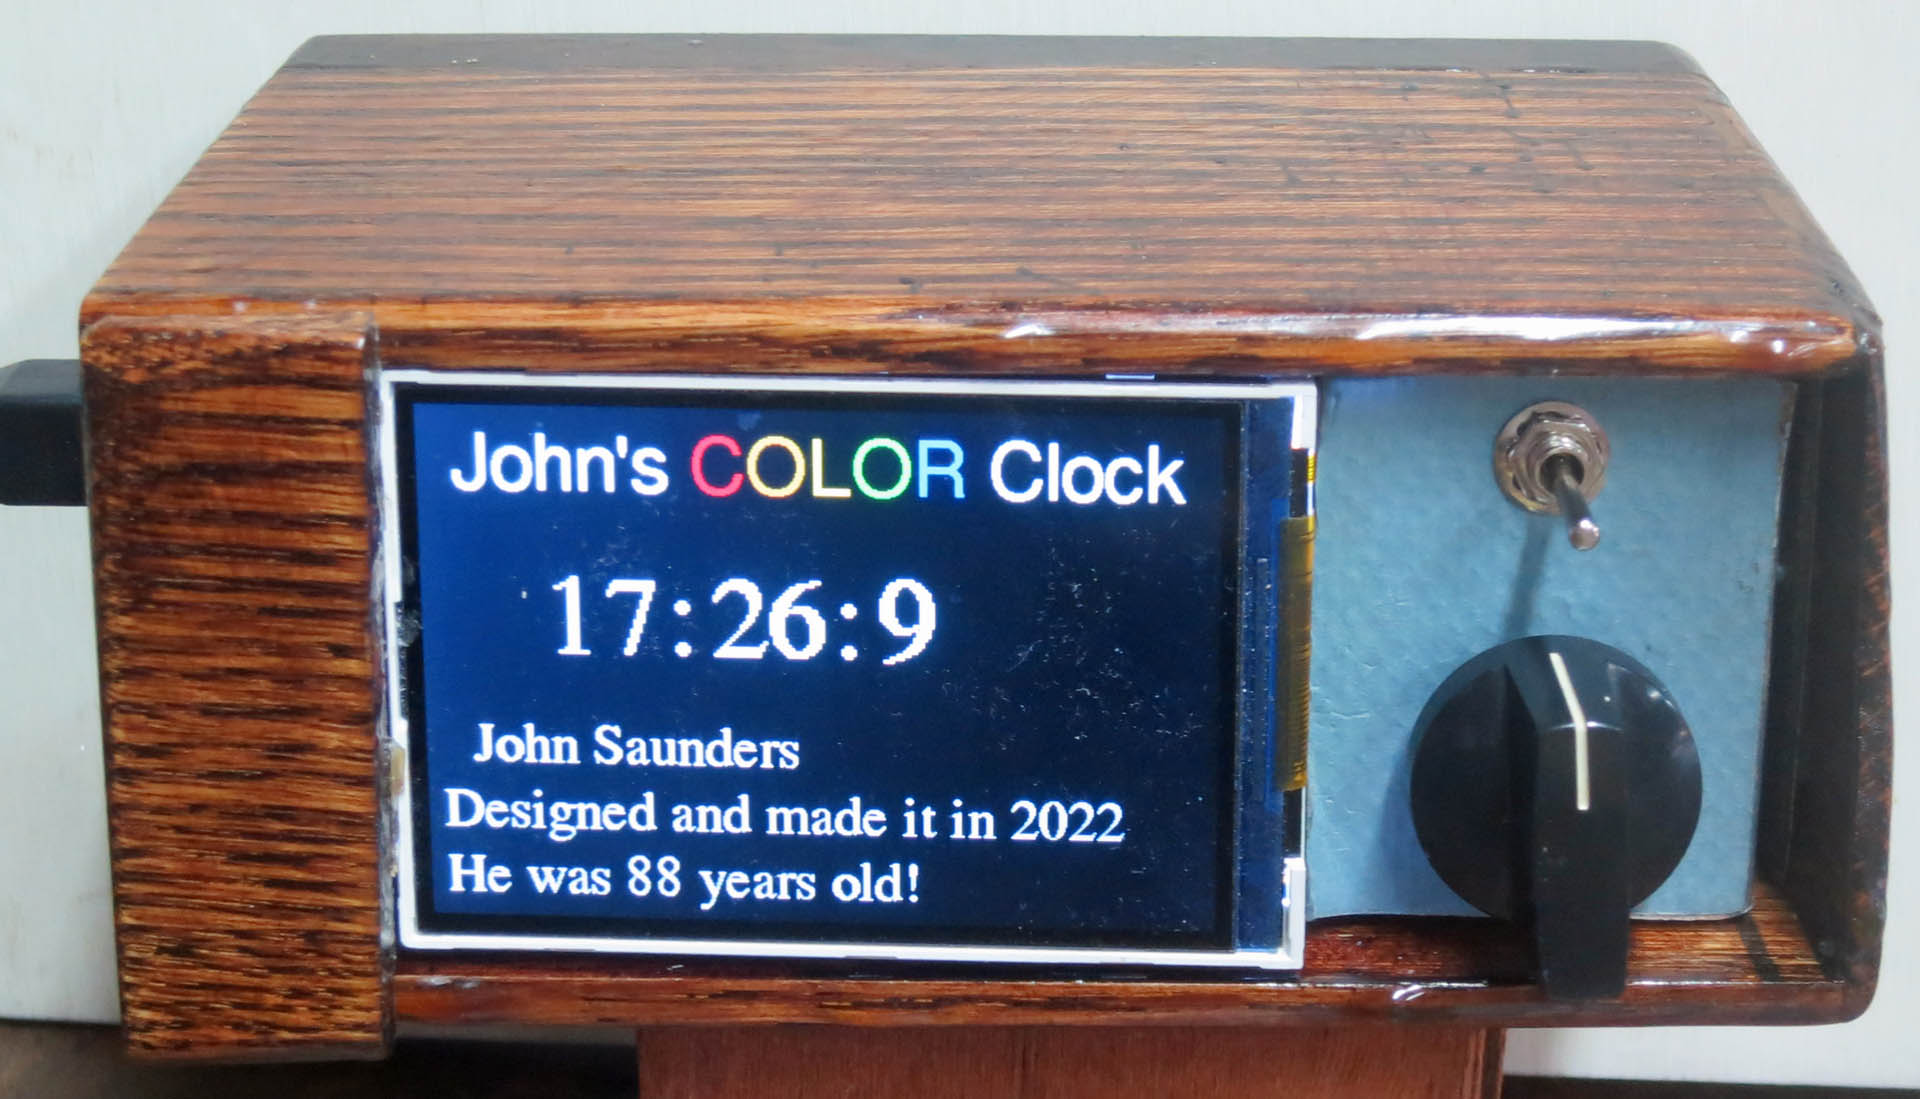 John's COLOR Clock
17:26:9
John Saunders
Designed and made it in 2022
He was 88 years old!